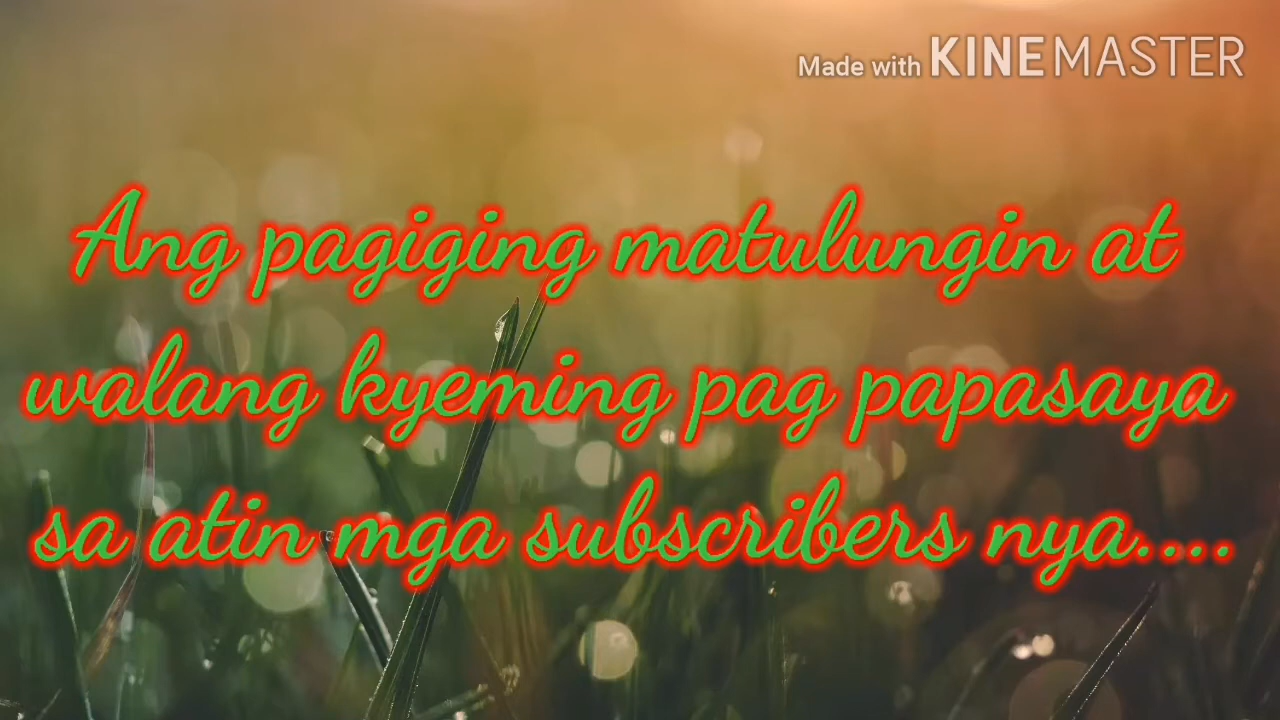 Made with KINEMASTER
Ang pagiging matulungin at
walang kyeming pag papasaya
sa atin mga subscribers nya....